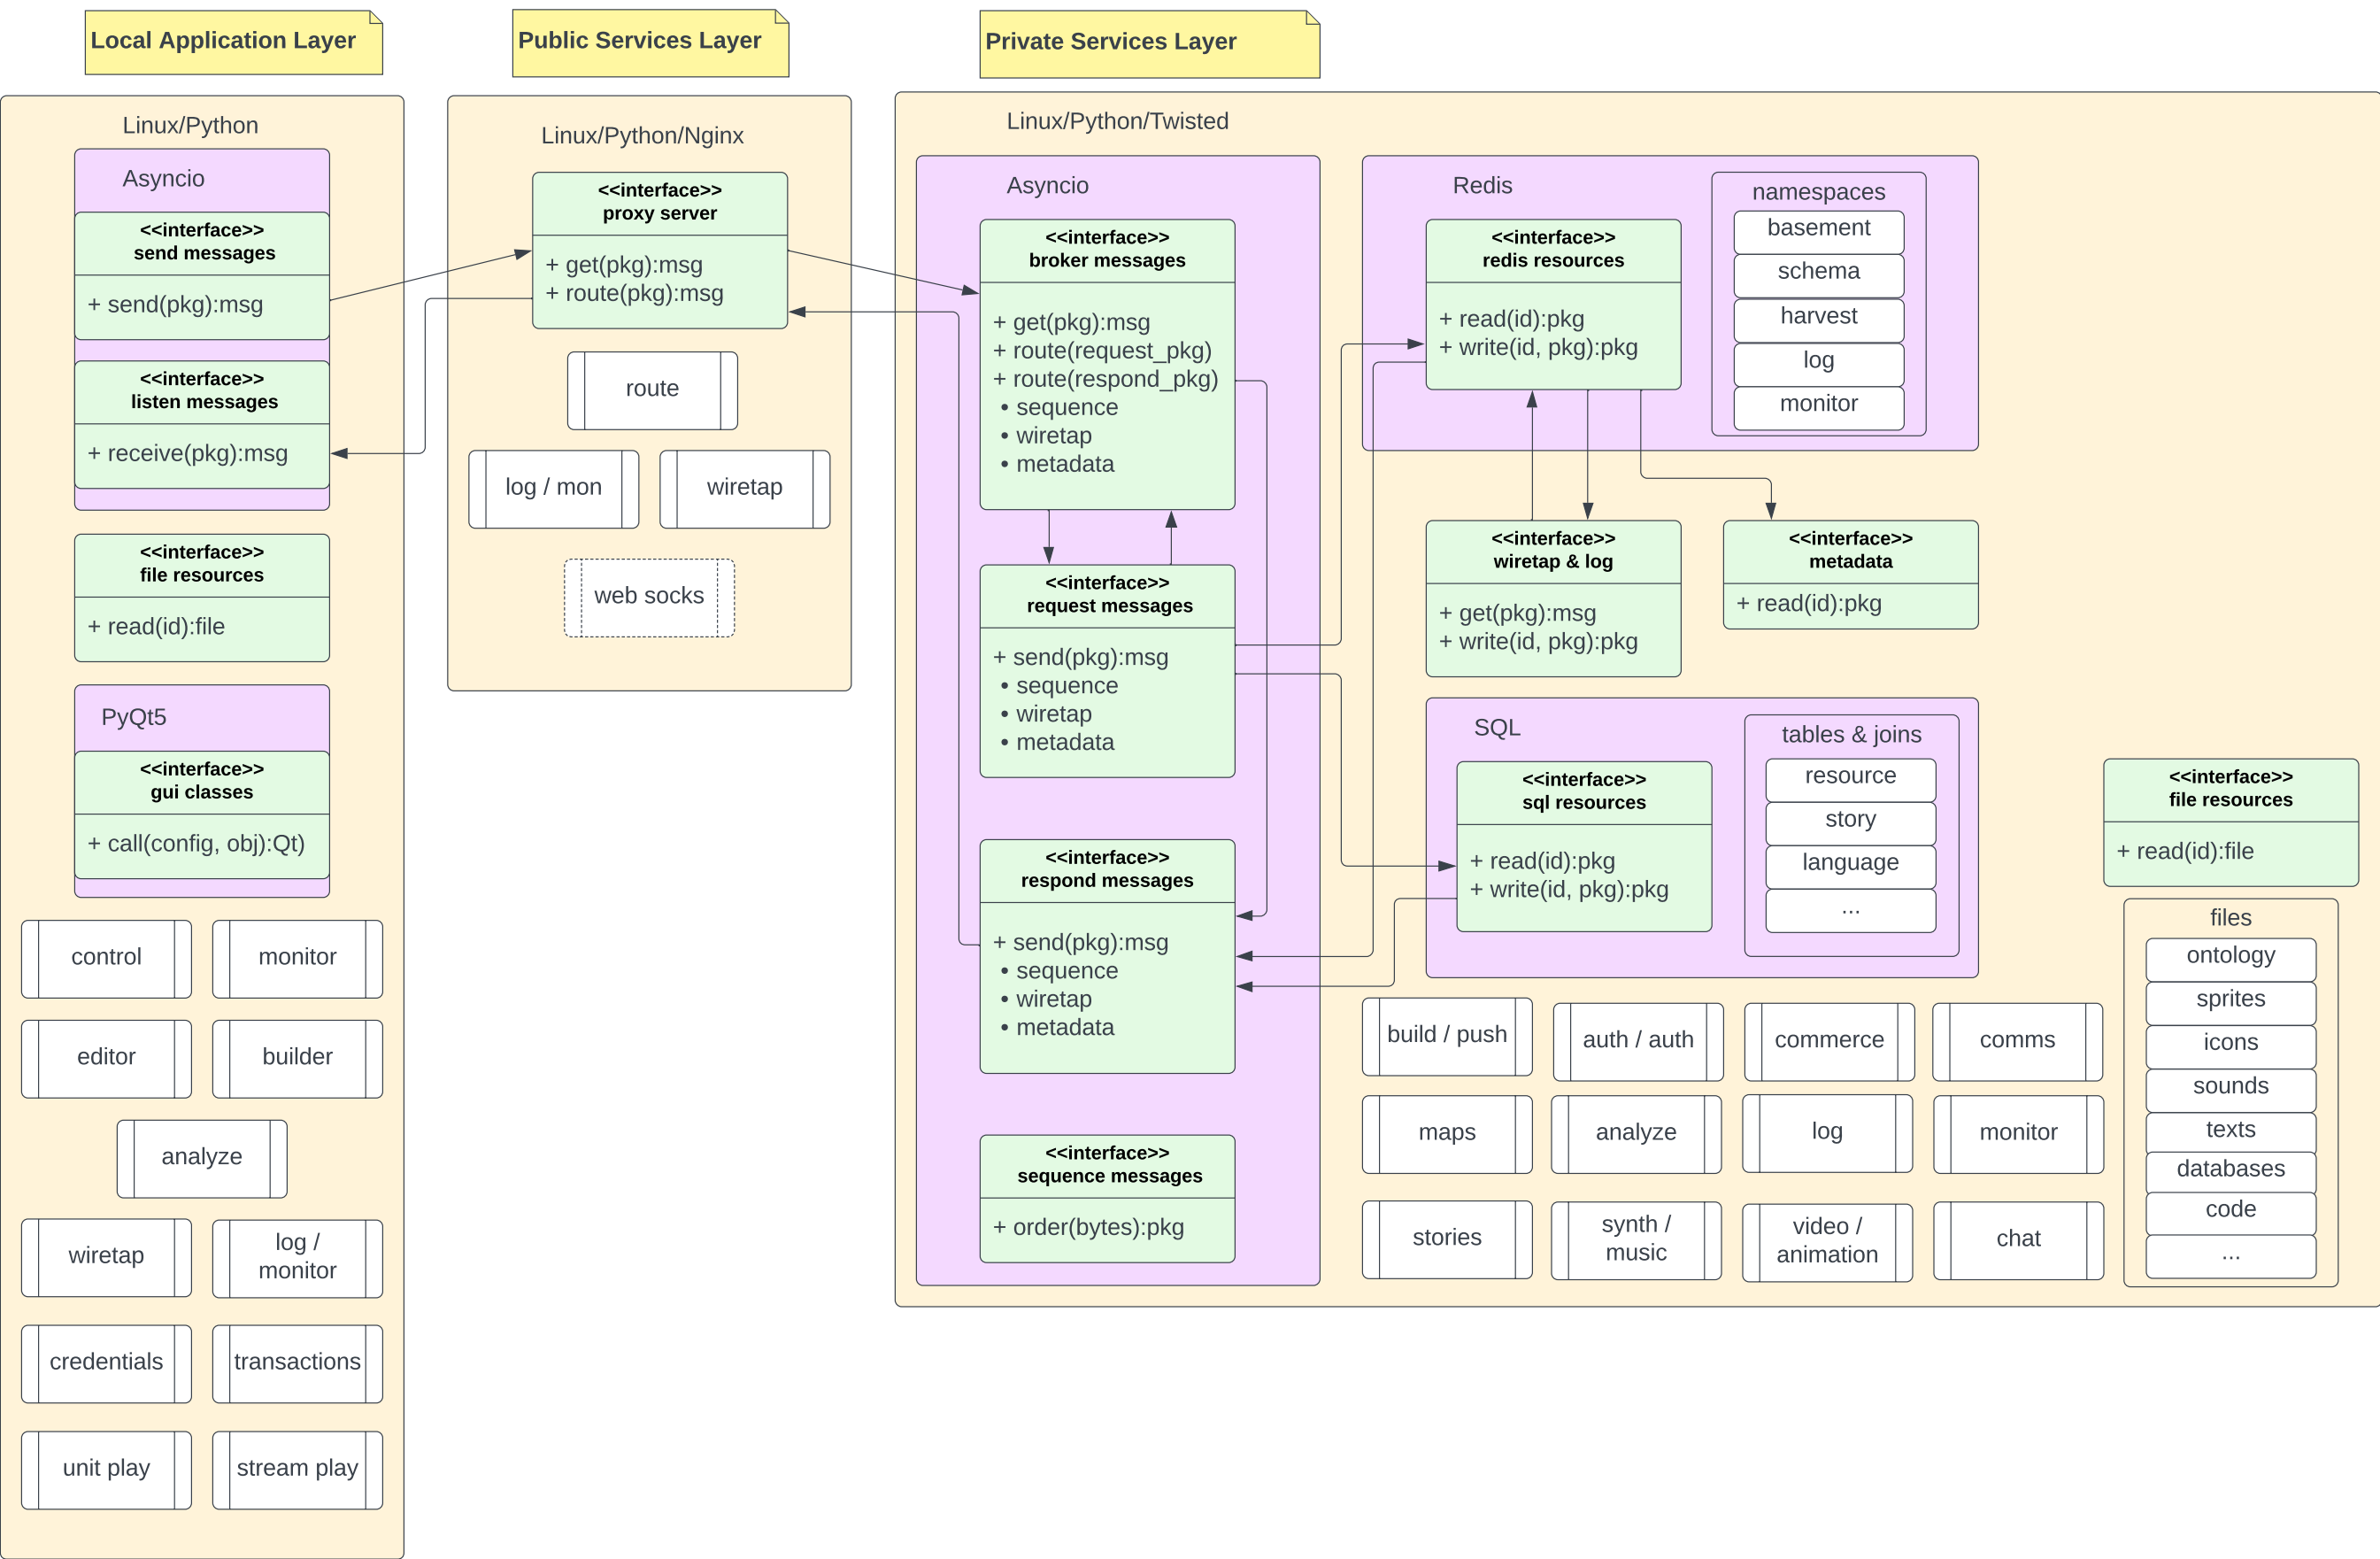 Local Application Layer
Linux/Python
Asyncio
<<interface>>
send messages
+ send(pkg):msg
<<interface>>
listen messages
+ receive(pkg):msg
<<interface>>
file resources
+ read(id):file
PyQt5
<<interface>>
gui classes
+ call(config, obj):Qt)
control
monitor
editor
builder
analyze
wiretap
log /
monitor
credentials
transactions
unit play
stream play
Public Services Layer
Linux/Python/Nginx
<<interface>>
proxy server
+ get(pkg):msg
+ route(pkg):msg
route
log / mon
wiretap
web socks
Private Services Layer
Linux/Python/Twisted
Asyncio
<<interface>>
broker messages
+ get(pkg):msg
+ route(request_pkg)
+ route(respond_pkg)
• sequence
• wiretap
• metadata
<<interface>>
request messages
+ send(pkg):msg
• sequence
• wiretap
• metadata
<<interface>>
respond messages
+ send(pkg):msg
• sequence
• wiretap
• metadata
<<interface>>
sequence messages
+ order(bytes):pkg
Redis
<<interface>>
redis resources
+ read(id):pkg
+ write(id, pkg):pkg
namespaces
basement
schema
harvest
log
monitor
<<interface>>
wiretap & log
+ get(pkg):msg
+ write(id, pkg):pkg
<<interface>>
metadata
+ read(id):pkg
SQL
<<interface>>
sql resources
+ read(id):pkg
+ write(id, pkg):pkg
tables & joins
resource
story
language
...
build / push
auth / auth
commerce
comms
maps
analyze
log
monitor
stories
synth /
music
video /
animation
chat
<<interface>>
file resources
+ read(id):file
files
ontology
sprites
icons
sounds
texts
databases
code
...